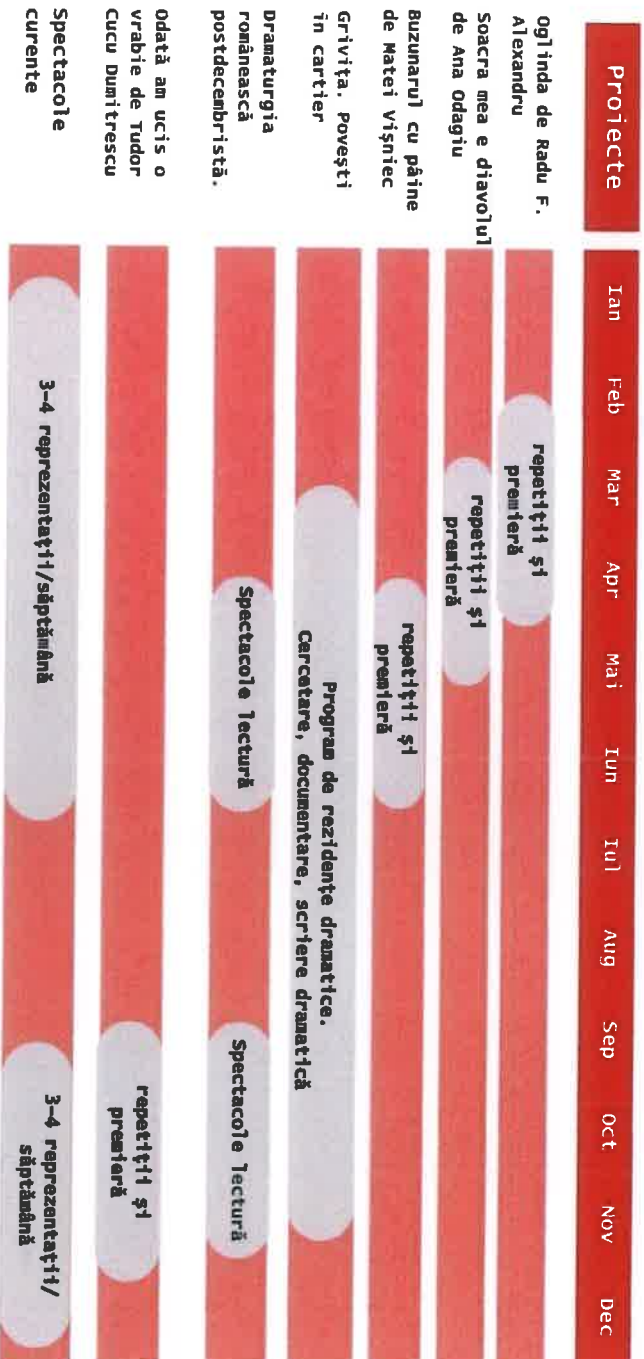 Proiecte
Ian Feb Mar Apr Mai Iun Iul Aug Sep Oct Nov Dec
Oglinda de Radu F.
Alexandru
repetiții și
premieră
Soacra mea e diavolul
de Ana Odagiu
repetiții și
premieră
Buzunarul cu pâine
de Matei Vișniec
repetiții și
premieră
Grivița. Povești
in cartier
Program de rezidențe dramatice.
Cercetare, documentare, scriere dramatică
Dramaturgia
românească
postdecembristă.
Spectacole lectură
Spectacole lectură
Odată am ucis o
vrabie de Tudor
Cucu Dumitrescu
repetiții și
premieră
Spectacole
curente
3-4 reprezentații/săptămână
3-4 reprezentații/
săptămână